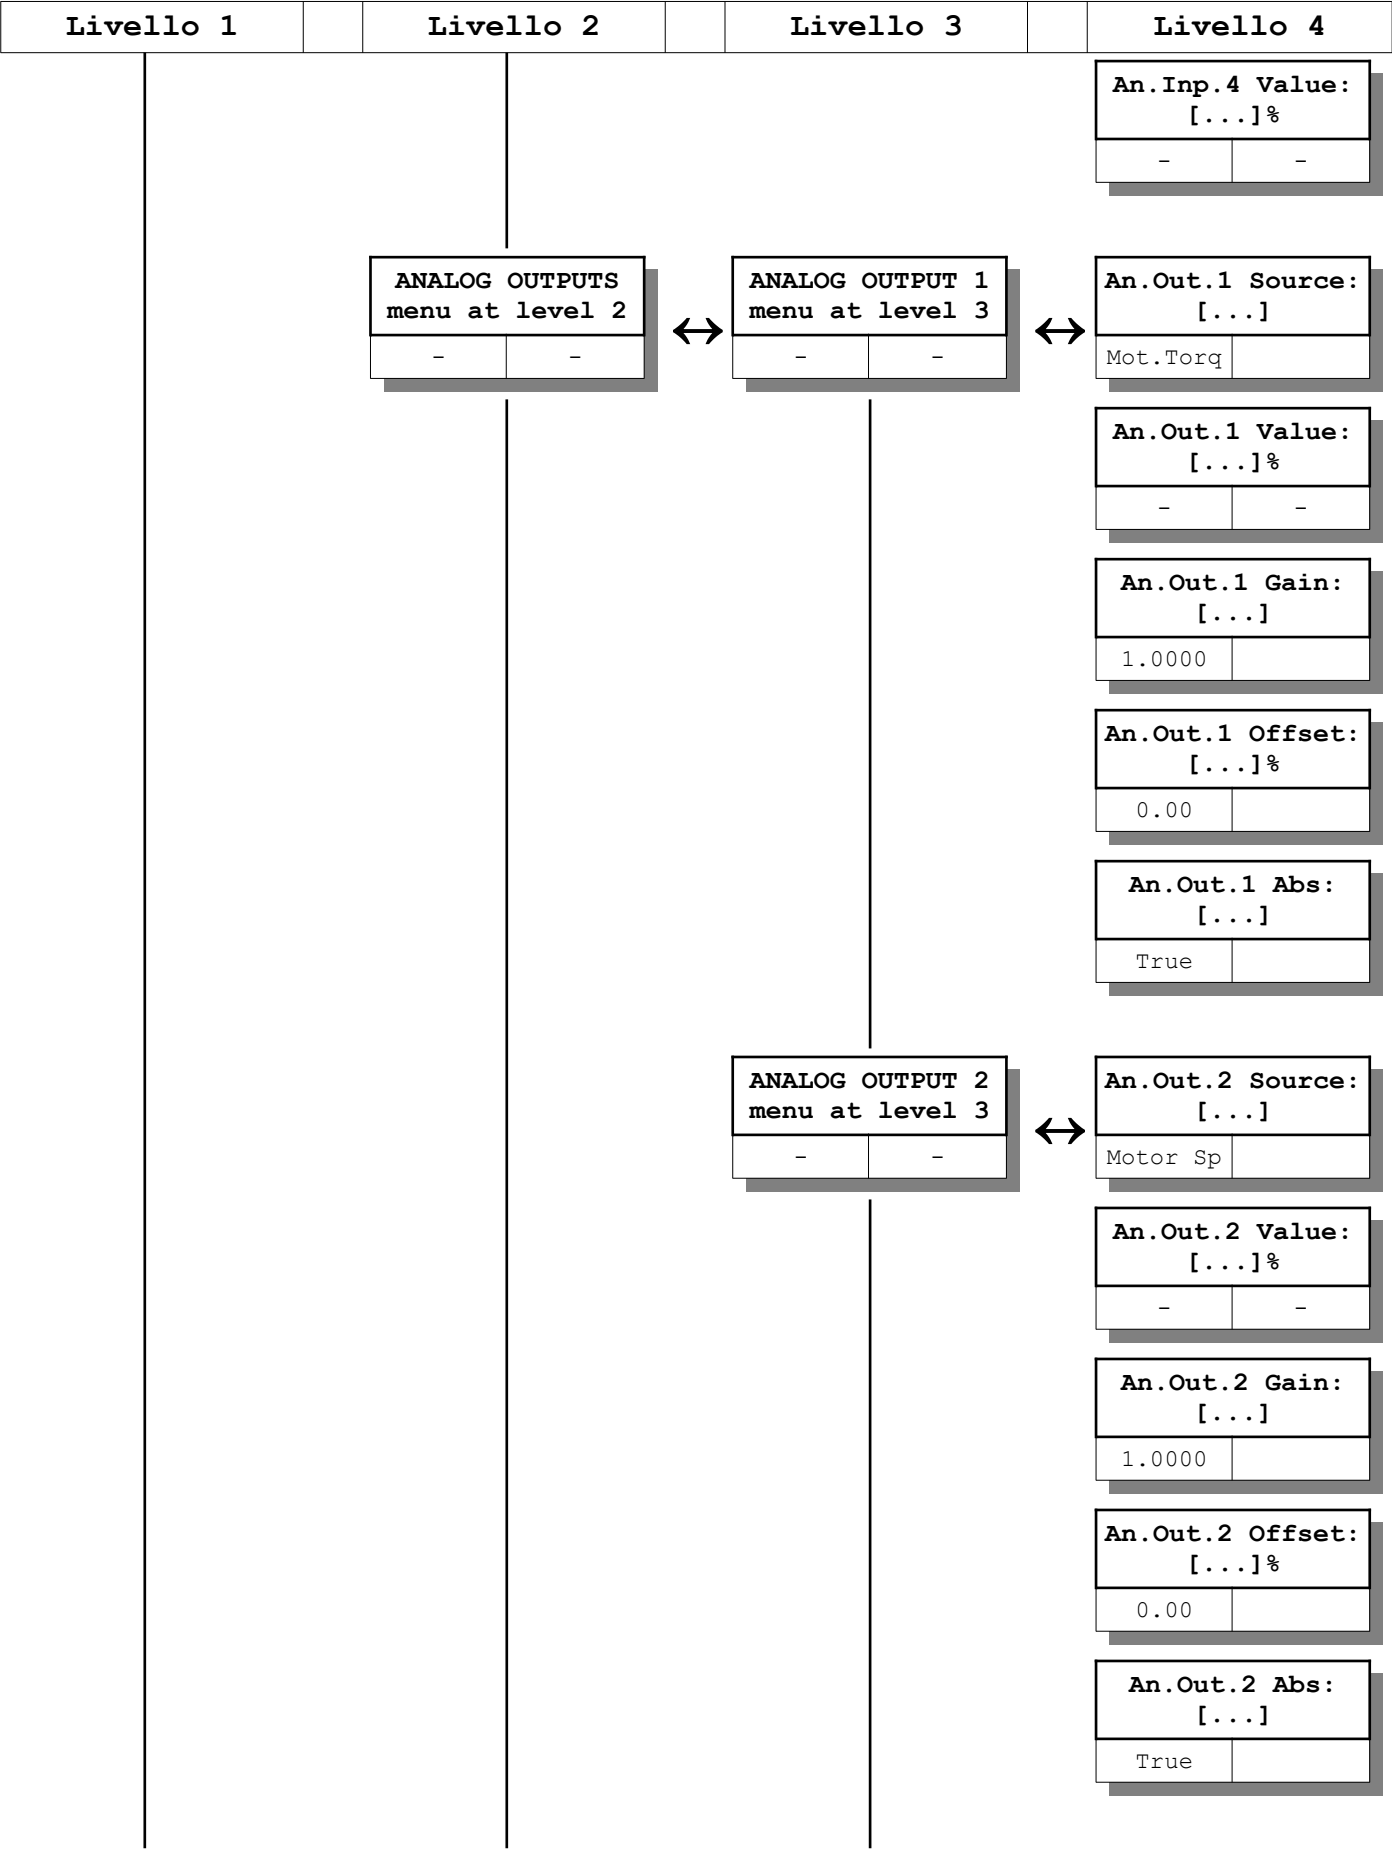 Livello 1 Livello 2 Livello 3 Livello 4
An.Inp.4 Value:
[...]%
- -
ANALOG OUTPUTS
menu at level 2
- -
ANALOG OUTPUT 1
menu at level 3
- -
An.Out.1 Source:
[...]
Mot.Torq
An.Out.1 Value:
[...]%
- -
An.Out.1 Gain:
[...]
1.0000
An.Out.1 Offset:
[...]%
0.00
An.Out.1 Abs:
[...]
True
ANALOG OUTPUT 2
menu at level 3
- -
An.Out.2 Source:
[...]
Motor Sp
An.Out.2 Value:
[...]%
- -
An.Out.2 Gain:
[...]
1.0000
An.Out.2 Offset:
[...]%
0.00
An.Out.2 Abs:
[...]
True